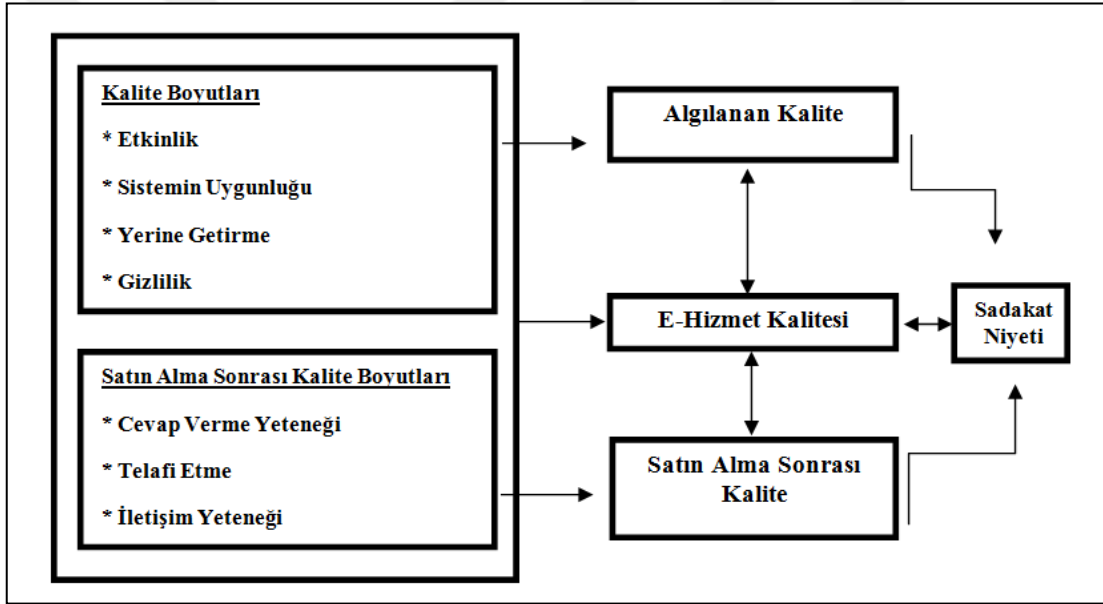 Kalite Boyutları
* Etkinlik
* Sistemin Uygunluğu
* Yerine Getirme
* Gizlilik
Satın Alma Sonrası Kalite Boyutları
* Cevap Verme Yeteneği
* Telafi Etme
* İletişim Yeteneği
Algılanan Kalite
E-Hizmet Kalitesi
Satın Alma Sonrası
Kalite
Sadakat
Niyeti